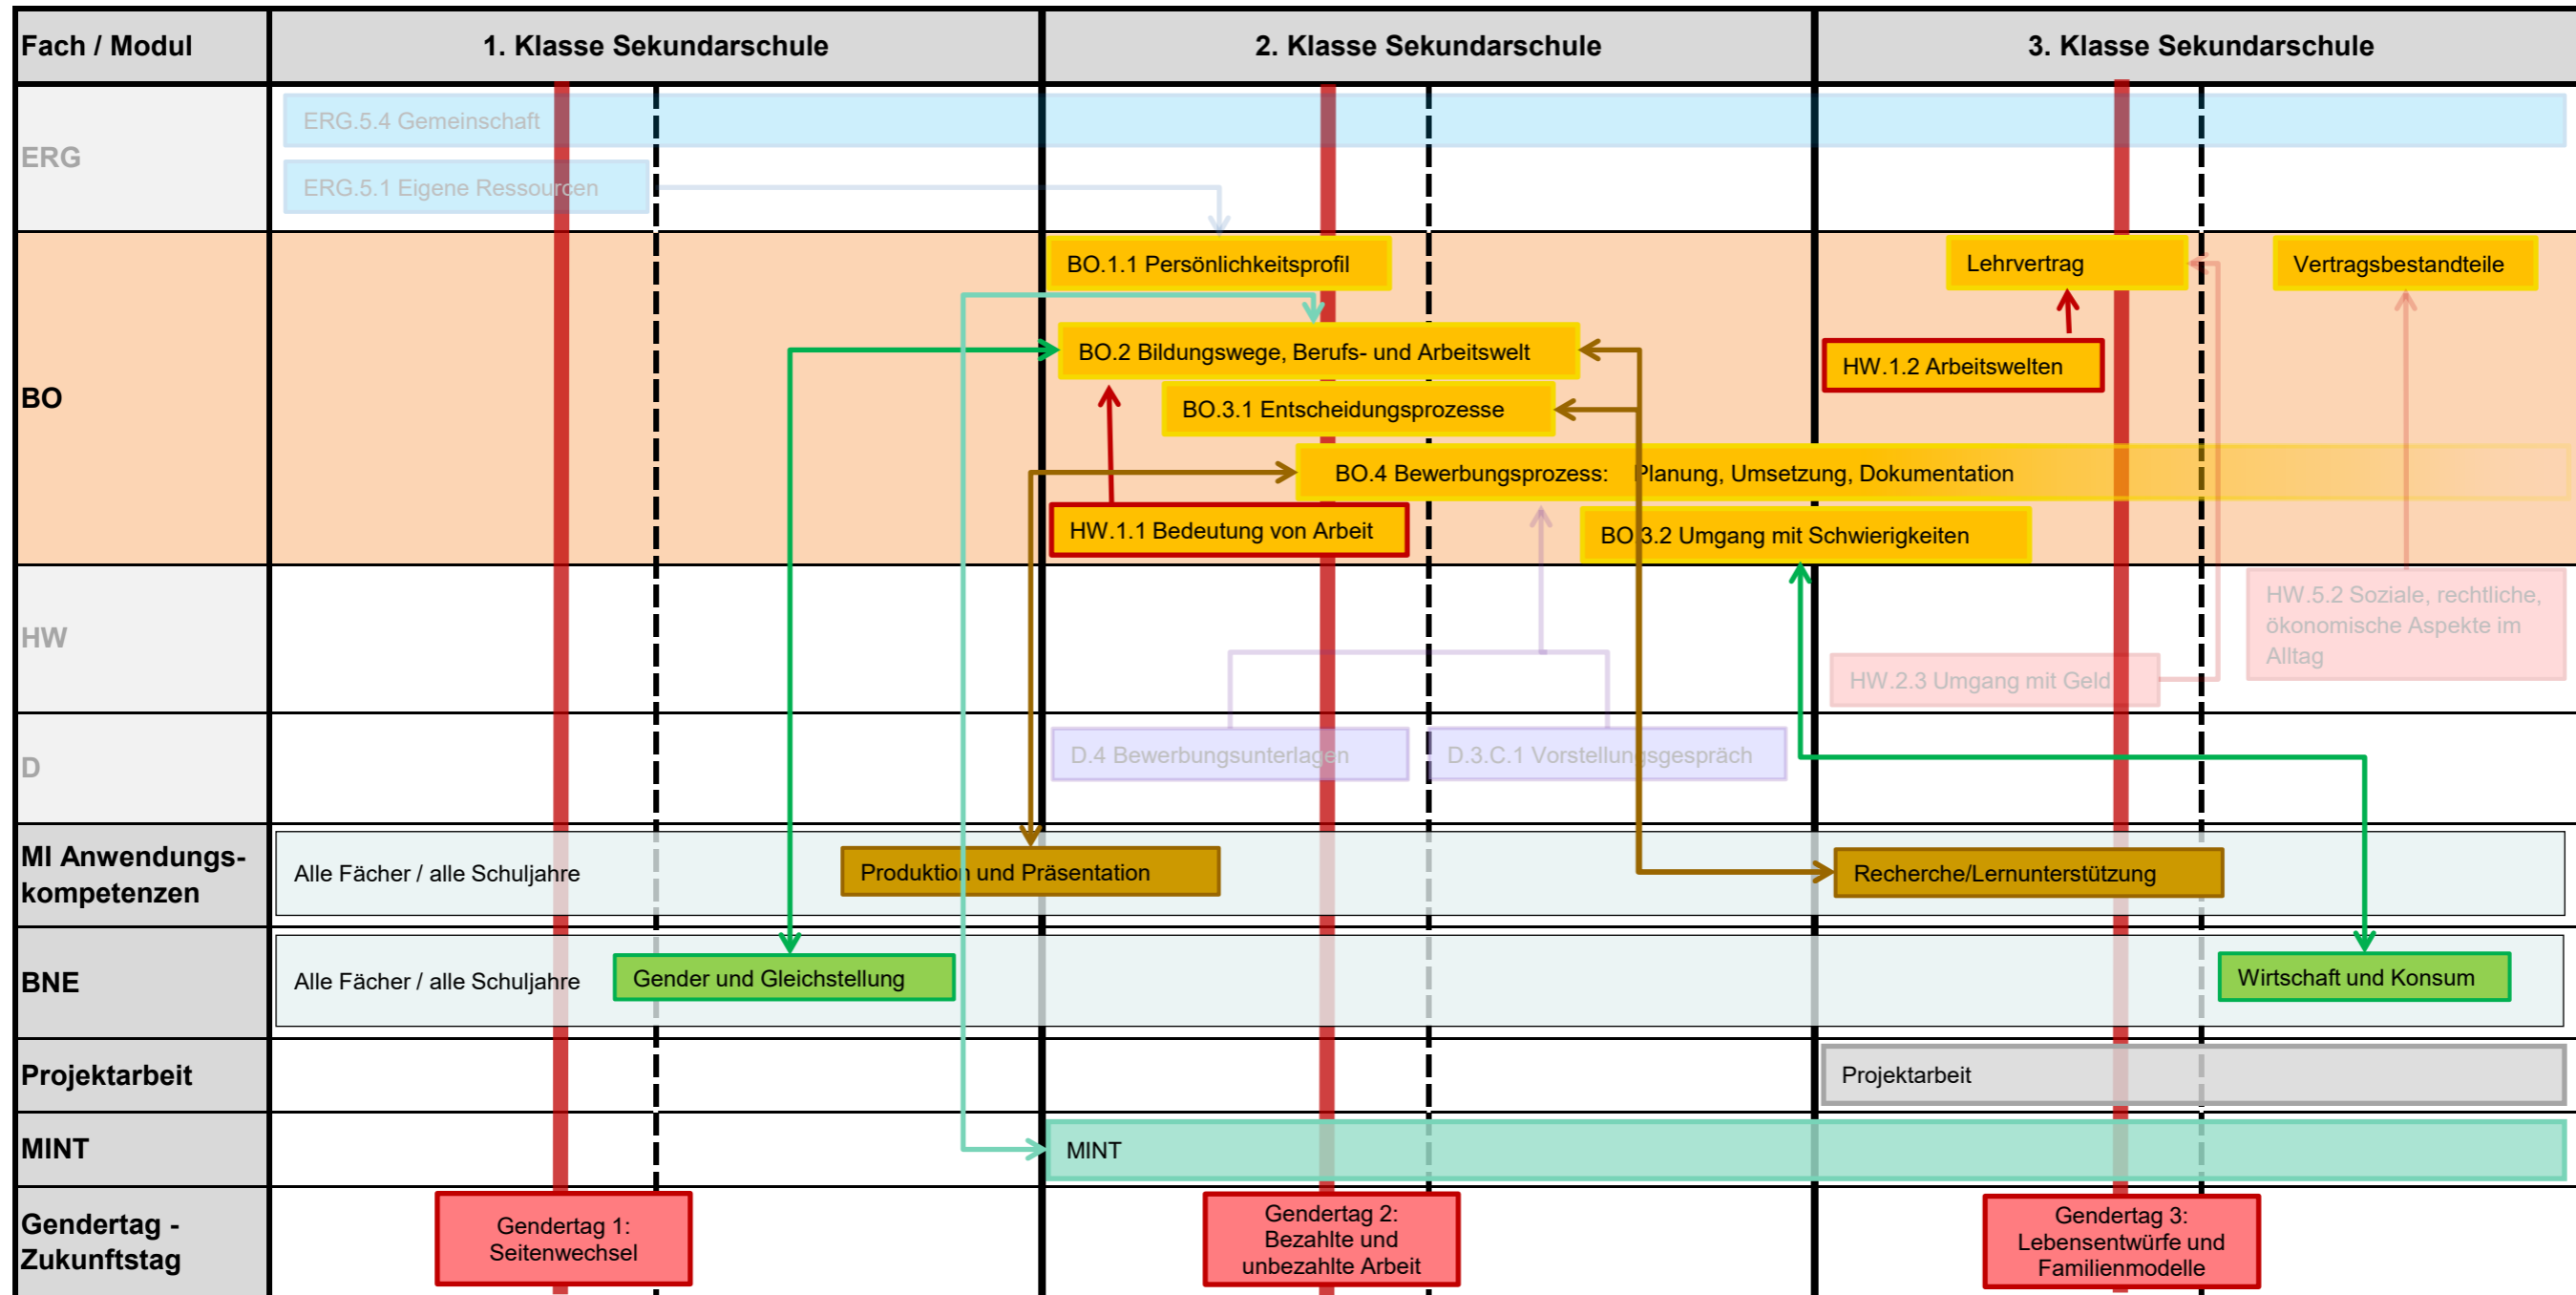 Fach / Modul
1. Klasse Sekundarschule
2. Klasse Sekundarschule
3. Klasse Sekundarschule
ERG
ERG.5.4 Gemeinschaft
ERG.5.1 Eigene Ressourcen
BO
BO.1.1 Persönlichkeitsprofil
Lehrvertrag
Vertragsbestandteile
BO.2 Bildungswege, Berufs- und Arbeitswelt
HW.1.2 Arbeitswelten
BO.3.1 Entscheidungsprozesse
BO.4 Bewerbungsprozess: Planung, Umsetzung, Dokumentation
HW.1.1 Bedeutung von Arbeit
BO.3.2 Umgang mit Schwierigkeiten
HW
HW.5.2 Soziale, rechtliche,
ökonomische Aspekte im
Alltag
HW.2.3 Umgang mit Geld
D
D.4 Bewerbungsunterlagen
D.3.C.1 Vorstellungsgespräch
MI Anwendungs-
kompetenzen
Alle Fächer / alle Schuljahre
Produktion und Präsentation
Recherche/Lernunterstützung
BNE
Alle Fächer / alle Schuljahre
Gender und Gleichstellung
Wirtschaft und Konsum
Projektarbeit
Projektarbeit
MINT
MINT
Gendertag -
Zukunftstag
Gendertag 1:
Seitenwechsel
Gendertag 2:
Bezahlte und
unbezahlte Arbeit
Gendertag 3:
Lebensentwürfe und
Familienmodelle